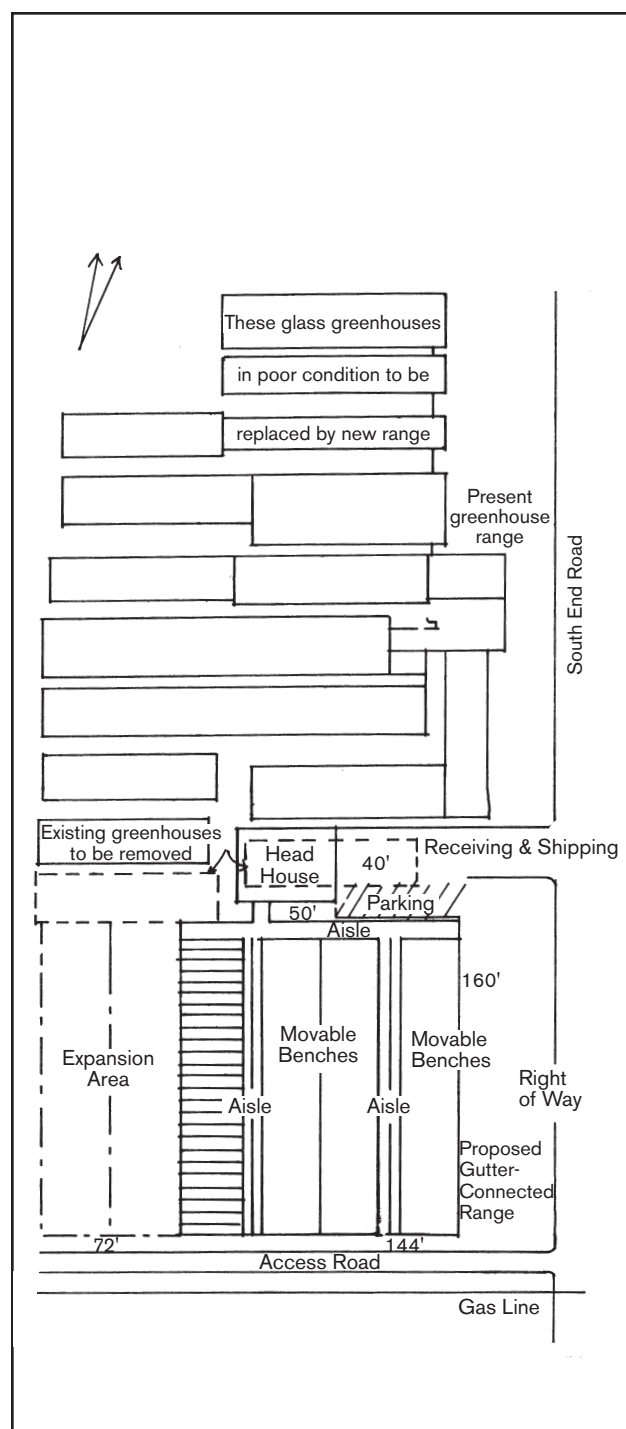 These glass greenhouses
in poor condition to be
replaced by new range
Present
greenhouse
range
South End Road
Existing greenhouses
to be removed
Head
House
40'
Receiving & Shipping
Parking
50'
Aisle
160'
Expansion
Area
Movable
Benches
Movable
Benches
Aisle
Aisle
Right
of Way
Proposed
Gutter-
Connected
Range
72'
144'
Access Road
Gas Line